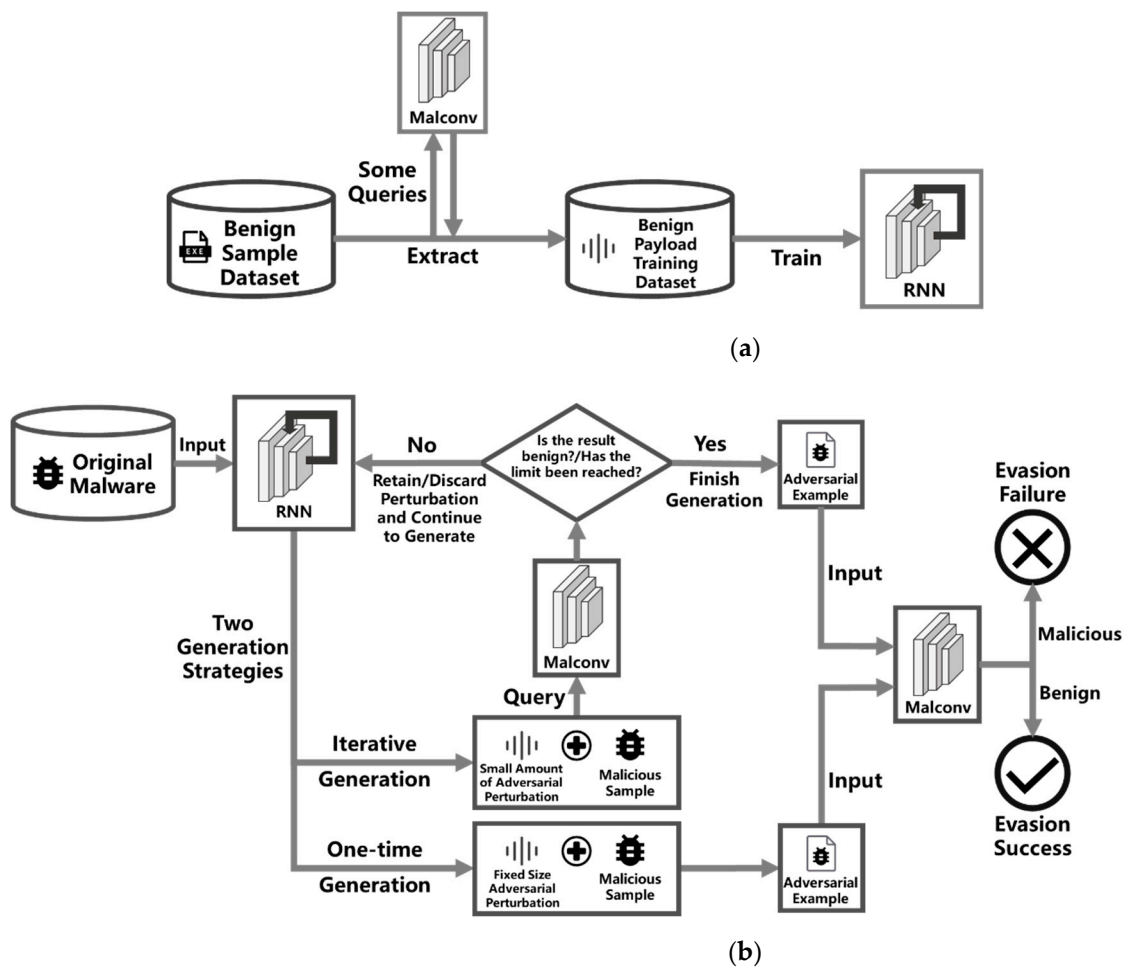 Malconv
Some
Queries
EXE
Benign
Sample
Dataset
Extract
Benign
Payload
Training
Dataset
Train
RNN
(a)
Original
Malware
Input
RNN
No
Retain/Discard
Perturbation
and Continue
to Generate
Is the result
benign?/Has the
limit been reached?
Yes
Finish
Generation
Adversarial
Example
Evasion
Failure
Input
Two
Generation
Strategies
Malconv
Query
Malconv
Malicious
Benign
Iterative
Generation
Small Amount
of Adversarial
Perturbation
Malicious
Sample
Input
Evasion
Success
One-time
Generation
Fixed Size
Adversarial
Perturbation
Malicious
Sample
Adversarial
Example
(b)